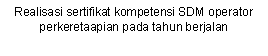 Realisasi sertifikat kompetensi SDM operator
perkeretaapian pada tahun berjalan